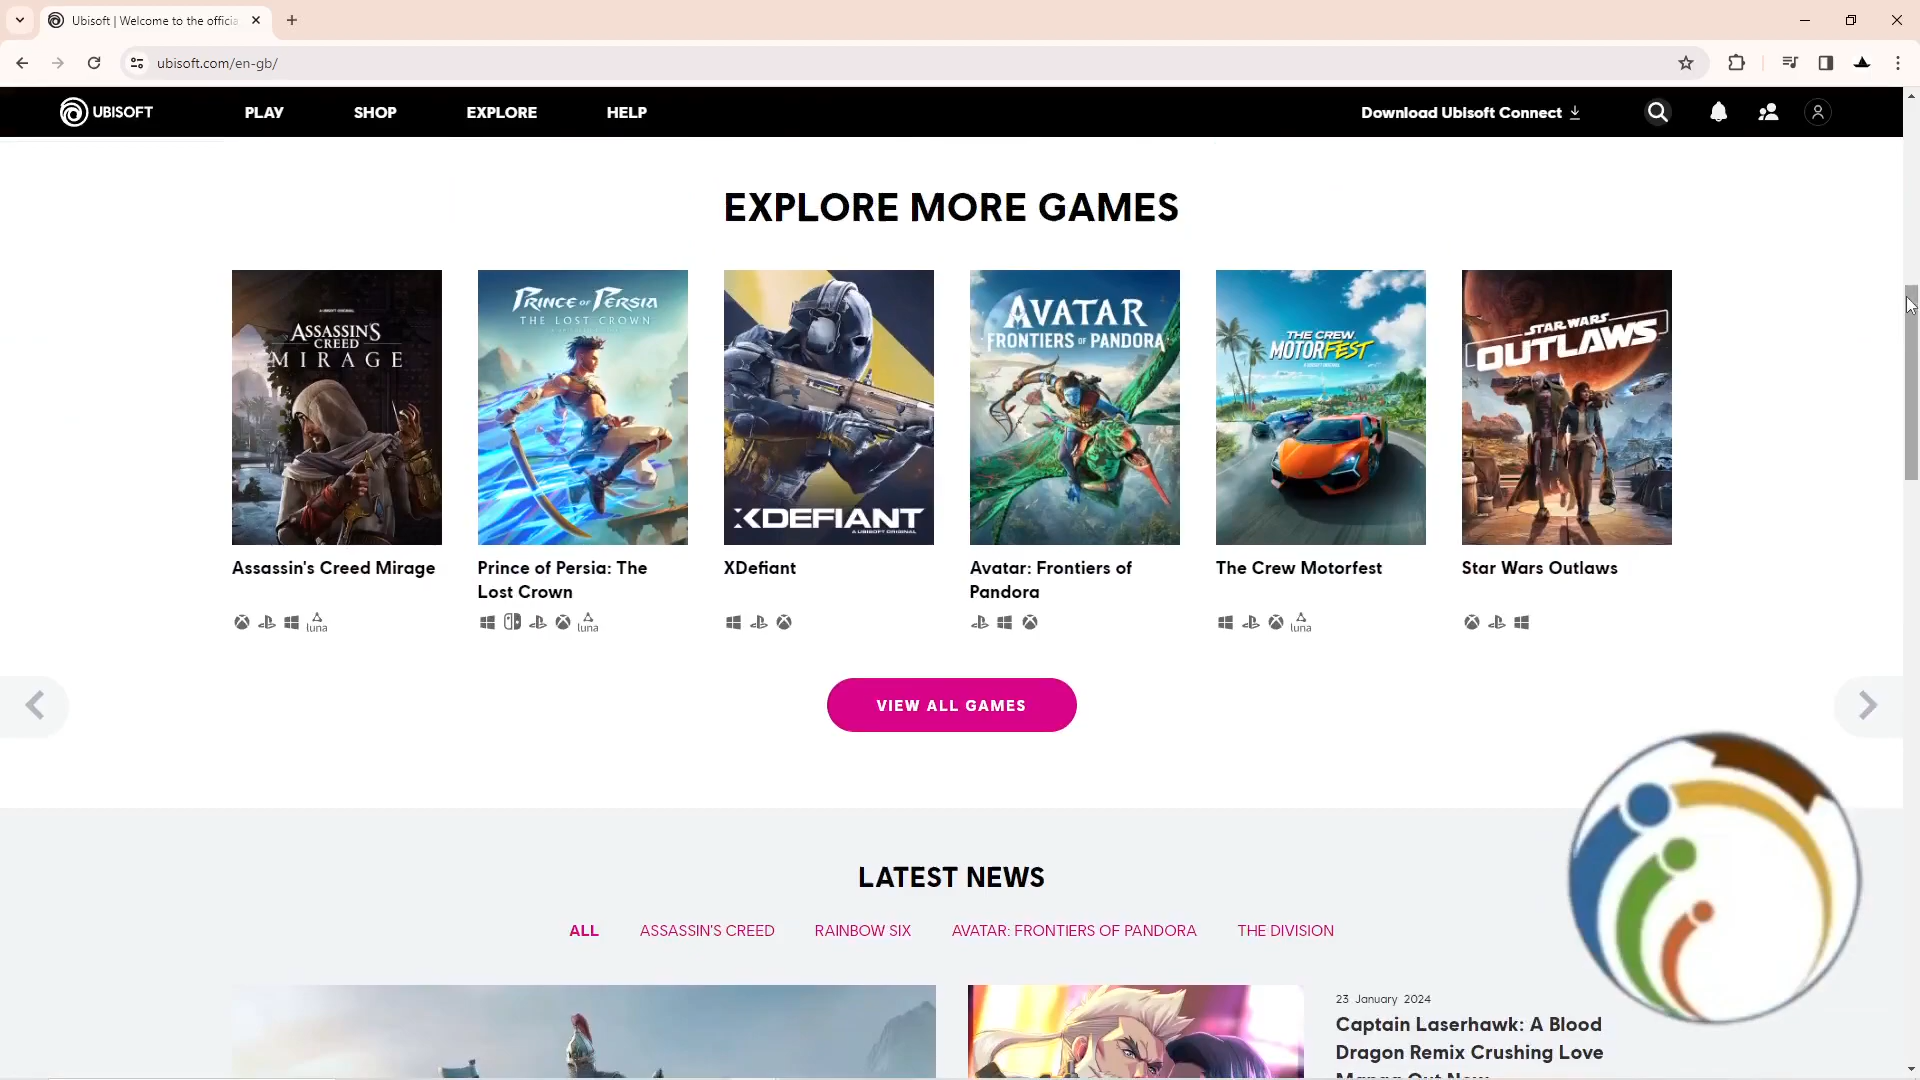 Ubisoft | Welcome to the officia
ubisoft.com/en-gb/
UBISOFT
PLAY
SHOP
EXPLORE
HELP
Download Ubisoft Connect
EXPLORE MORE GAMES
ASSASSIN'S
CREED
MIRAGE
PRINCE OF PERSIA
THE LOST CROWN
XDEFIANT
A UBISOFT ORIGINAL
AVATAR
FRONTIERS OF PANDORA
THE CREW
MOTORFEST
STAR WARS
OUTLAWS
Assassin's Creed Mirage
Prince of Persia: The
Lost Crown
XDefiant
Avatar: Frontiers of
Pandora
The Crew Motorfest
Star Wars Outlaws
luna
luna
luna
VIEW ALL GAMES
LATEST NEWS
ALL
ASSASSIN'S CREED
RAINBOW SIX
AVATAR: FRONTIERS OF PANDORA
THE DIVISION
23 January 2024
Captain Laserhawk: A Blood
Dragon Remix Crushing Love